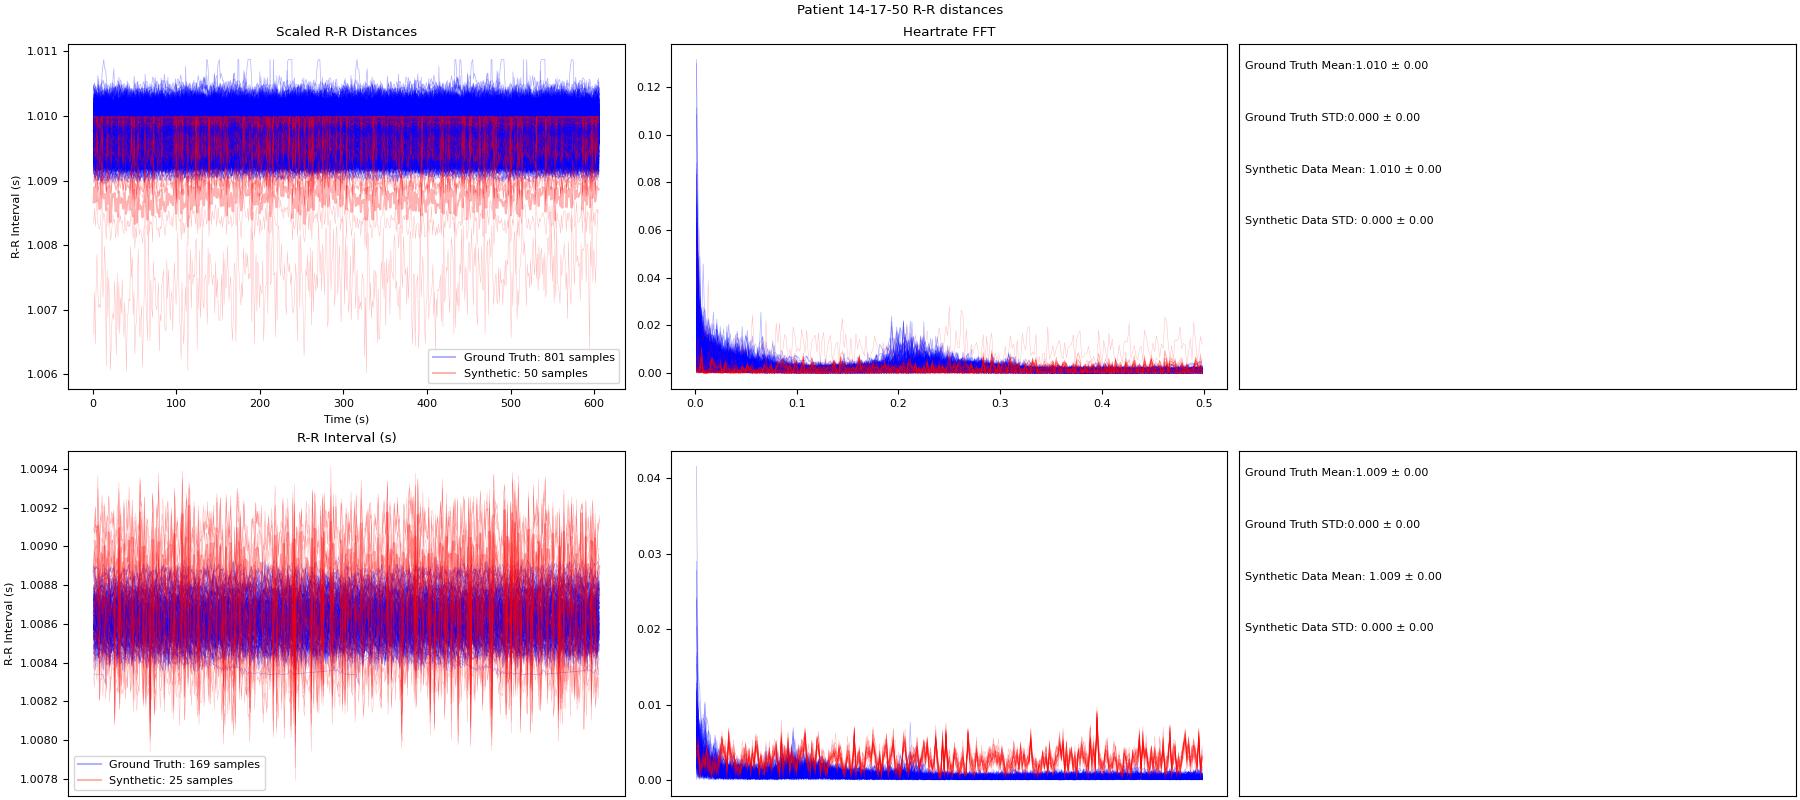 Patient 14-17-50 R-R distances
Scaled R-R Distances
Heartrate FFT
1.011
1.010
1.009
1.008
1.007
1.006
R-R Interval (s)
0 100 200 300 400 500 600
Time (s)
Ground Truth: 801 samples
Synthetic: 50 samples
0.12
0.10
0.08
0.06
0.04
0.02
0.00
0.0 0.1 0.2 0.3 0.4 0.5
Ground Truth Mean:1.010 ± 0.00
Ground Truth STD:0.000 ± 0.00
Synthetic Data Mean: 1.010 ± 0.00
Synthetic Data STD: 0.000 ± 0.00
R-R Interval (s)
1.0094
1.0092
1.0090
1.0088
1.0086
1.0084
1.0082
1.0080
1.0078
R-R Interval (s)
Ground Truth: 169 samples
Synthetic: 25 samples
0.04
0.03
0.02
0.01
0.00
Ground Truth Mean:1.009 ± 0.00
Ground Truth STD:0.000 ± 0.00
Synthetic Data Mean: 1.009 ± 0.00
Synthetic Data STD: 0.000 ± 0.00